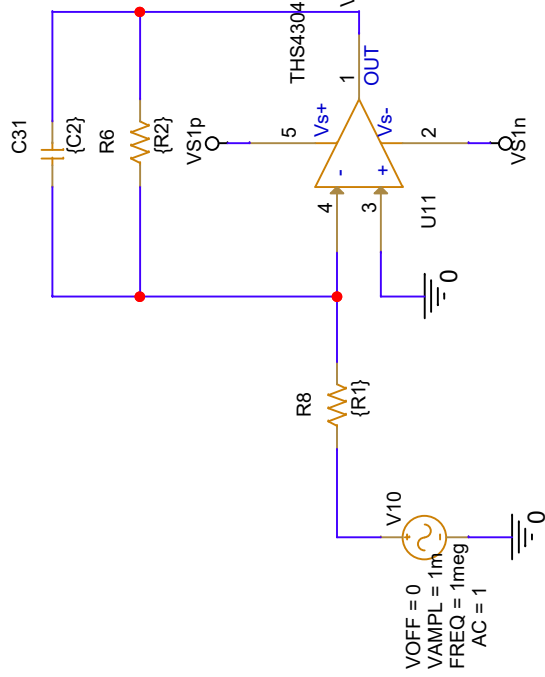 C31
{C2}
R6
{R2}
THS4304
V
1
OUT
VS1p
5
Vs+
Vs-
2
VS1n
-
+
4
3
U11
0
R8
{R1}
V10
+
-
VOFF = 0
VAMPL = 1m
FREQ = 1meg
AC = 1
0